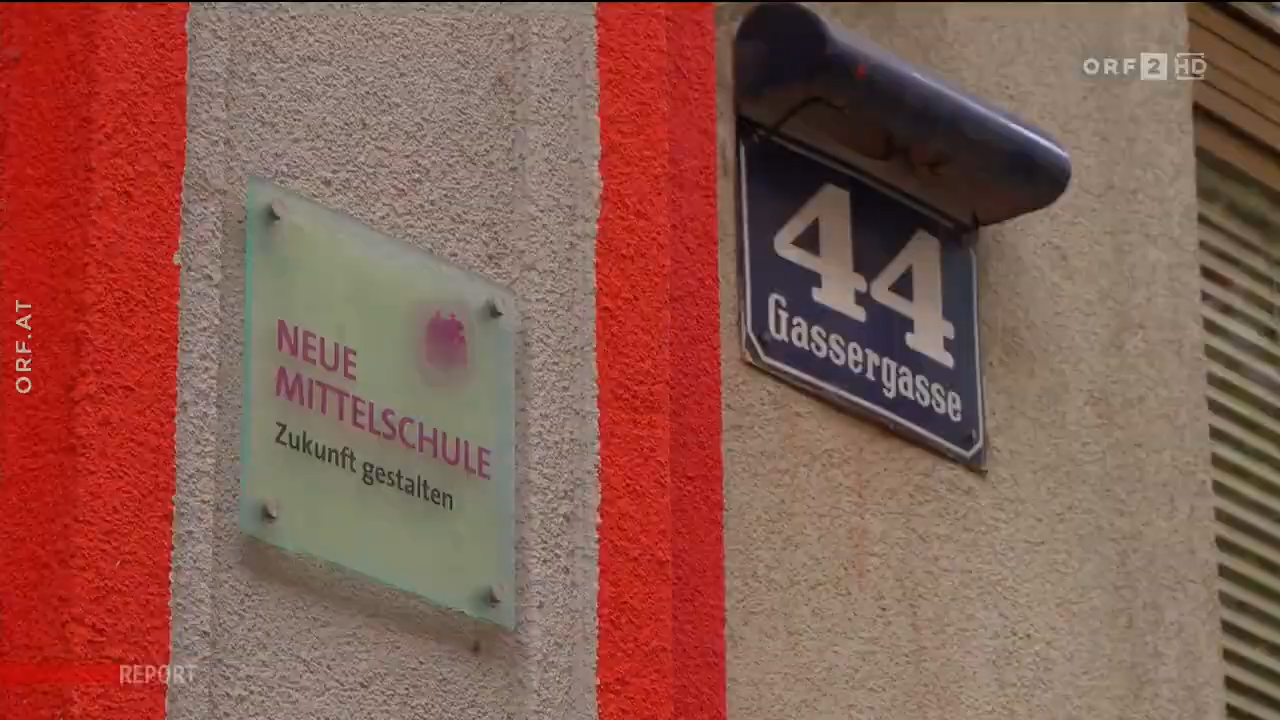 ORF 2 HD
44
Gassergasse
NEUE
MITTELSCHULE
Zukunft gestalten
ORF.AT
REPORT